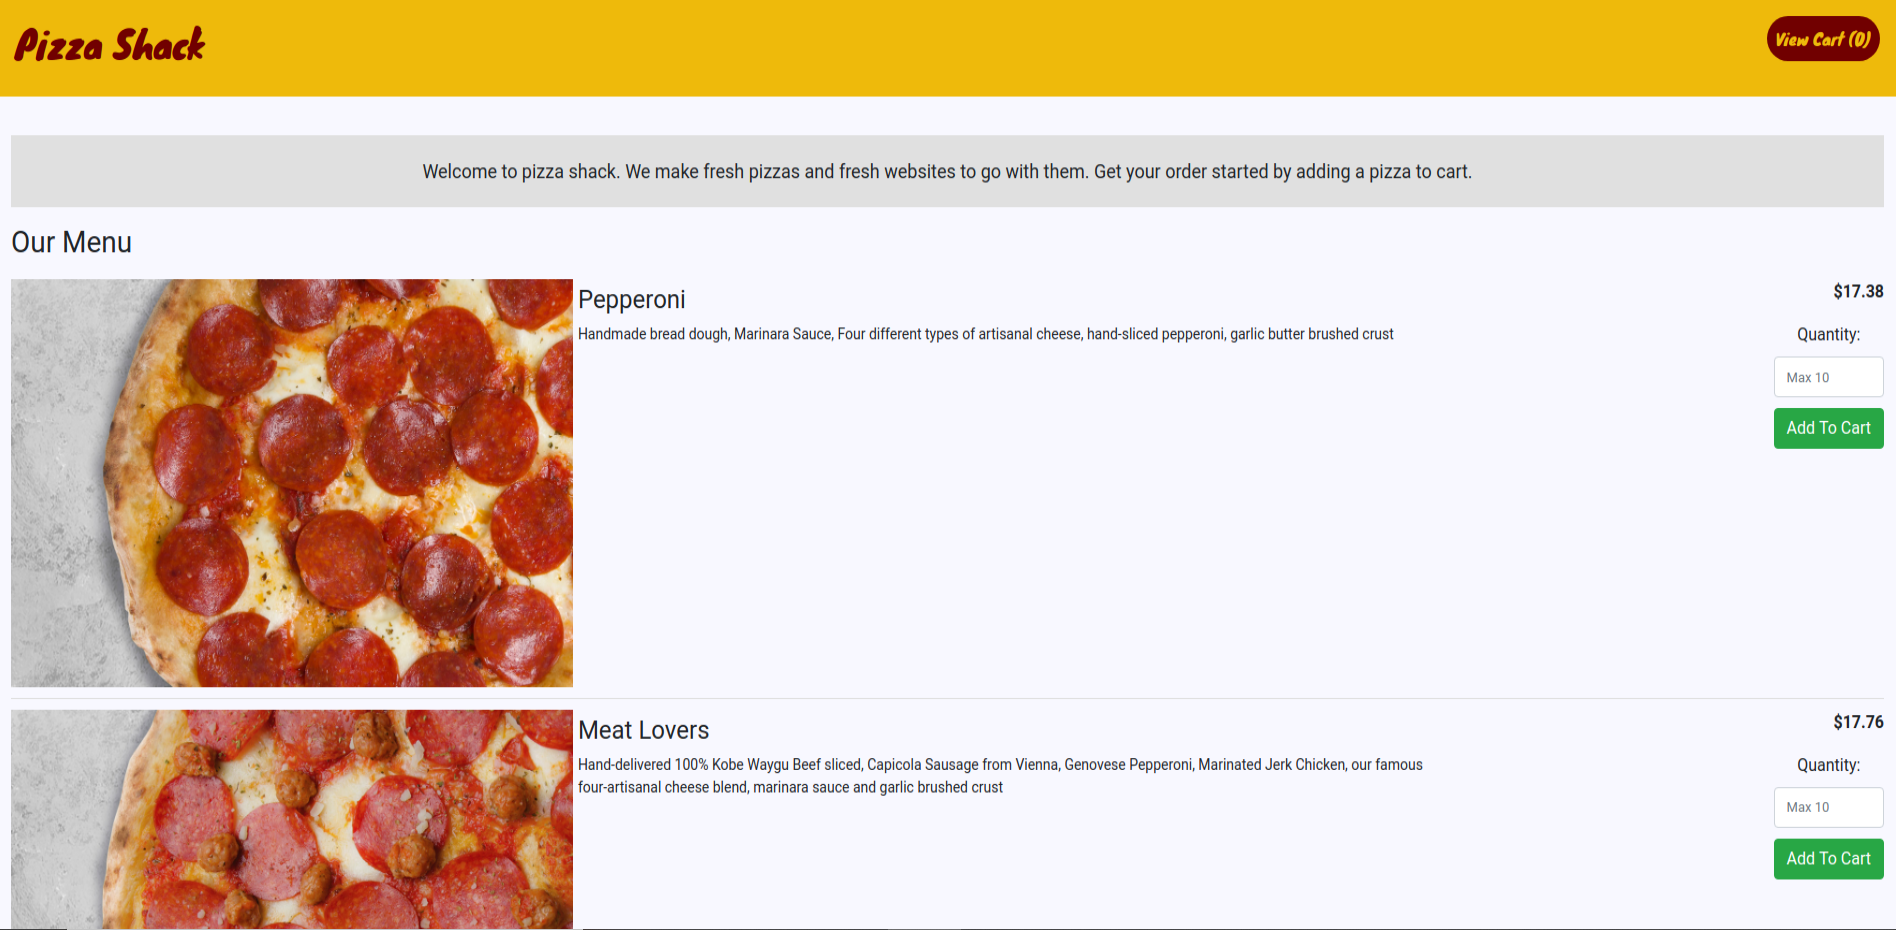 Pizza Shack
View Cart (0)
Welcome to pizza shack. We make fresh pizzas and fresh websites to go with them. Get your order started by adding a pizza to cart.
Our Menu
Pepperoni
$17.38
Handmade bread dough, Marinara Sauce, Four different types of artisanal cheese, hand-sliced pepperoni, garlic butter brushed crust
Quantity:
Max 10
Add To Cart
Meat Lovers
$17.76
Hand-delivered 100% Kobe Waygu Beef sliced, Capicola Sausage from Vienna, Genovese Pepperoni, Marinated Jerk Chicken, our famous
four-artisanal cheese blend, marinara sauce and garlic brushed crust
Quantity:
Max 10
Add To Cart